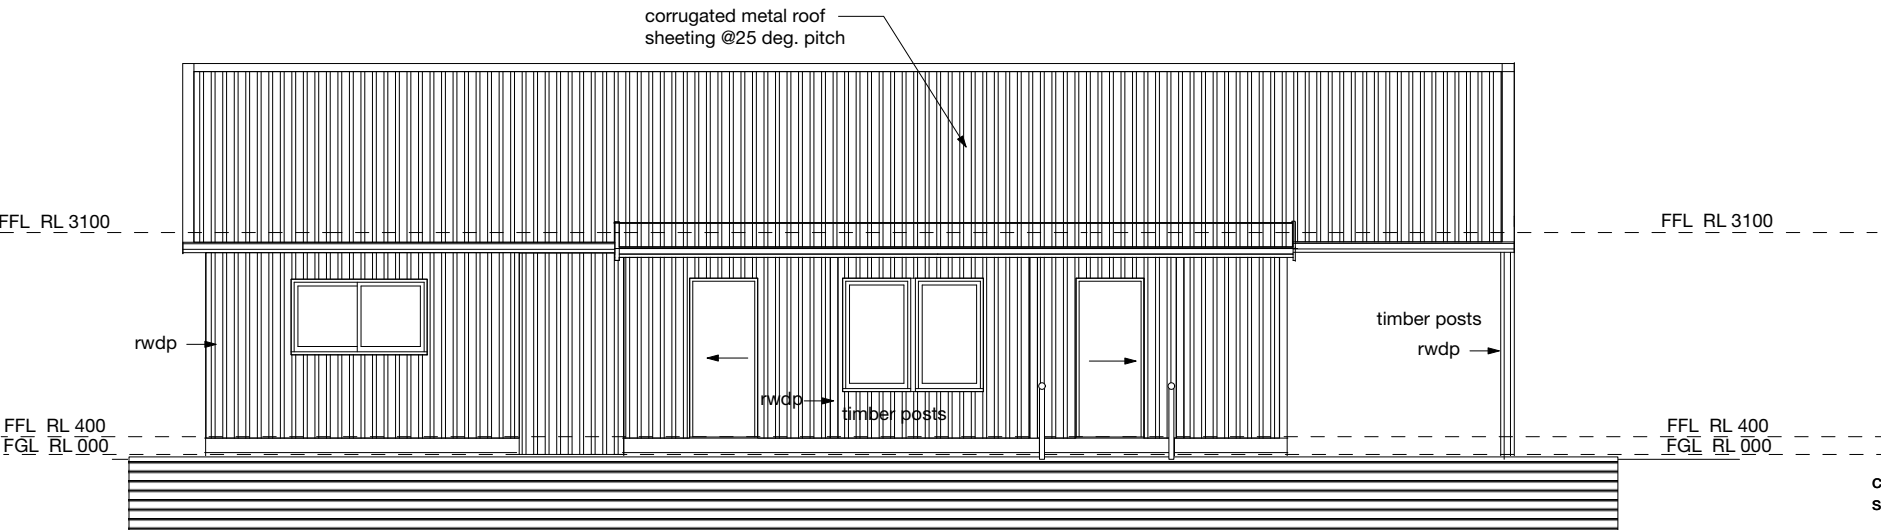 corrugated metal roof
sheeting @25 deg. pitch
FFL RL 3100
FFL RL 3100
timber posts
rwdp
rwdp
rwdp
timber posts
FFL RL 400
FGL RL 000
FFL RL 400
FGL RL 000
c
s